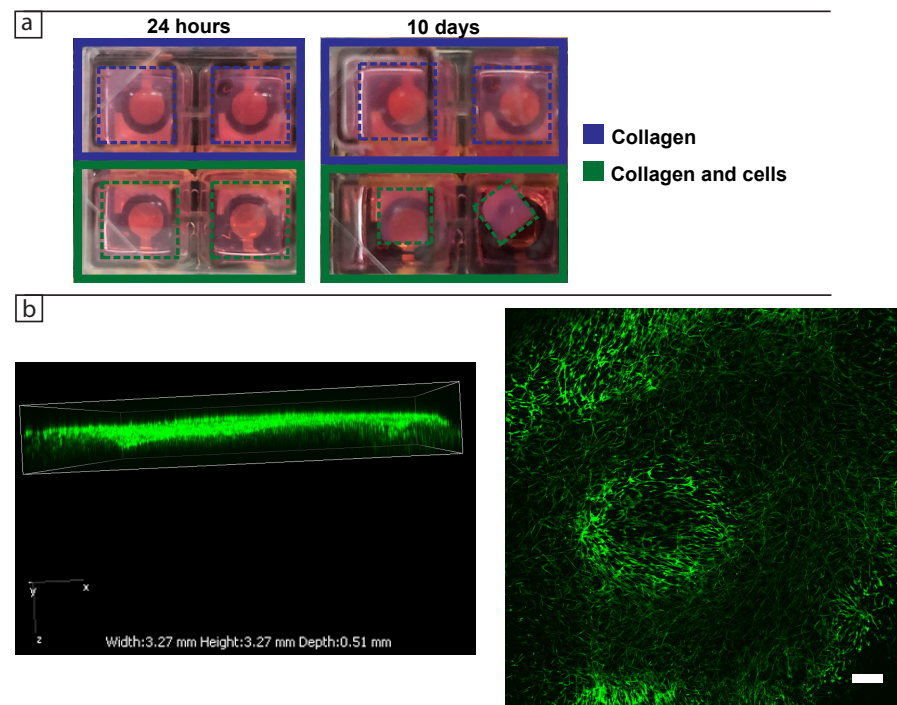 a
24 hours
10 days
Collagen
Collagen and cells
b
y
x
z
Width:3.27 mm Height:3.27 mm Depth:0.51 mm